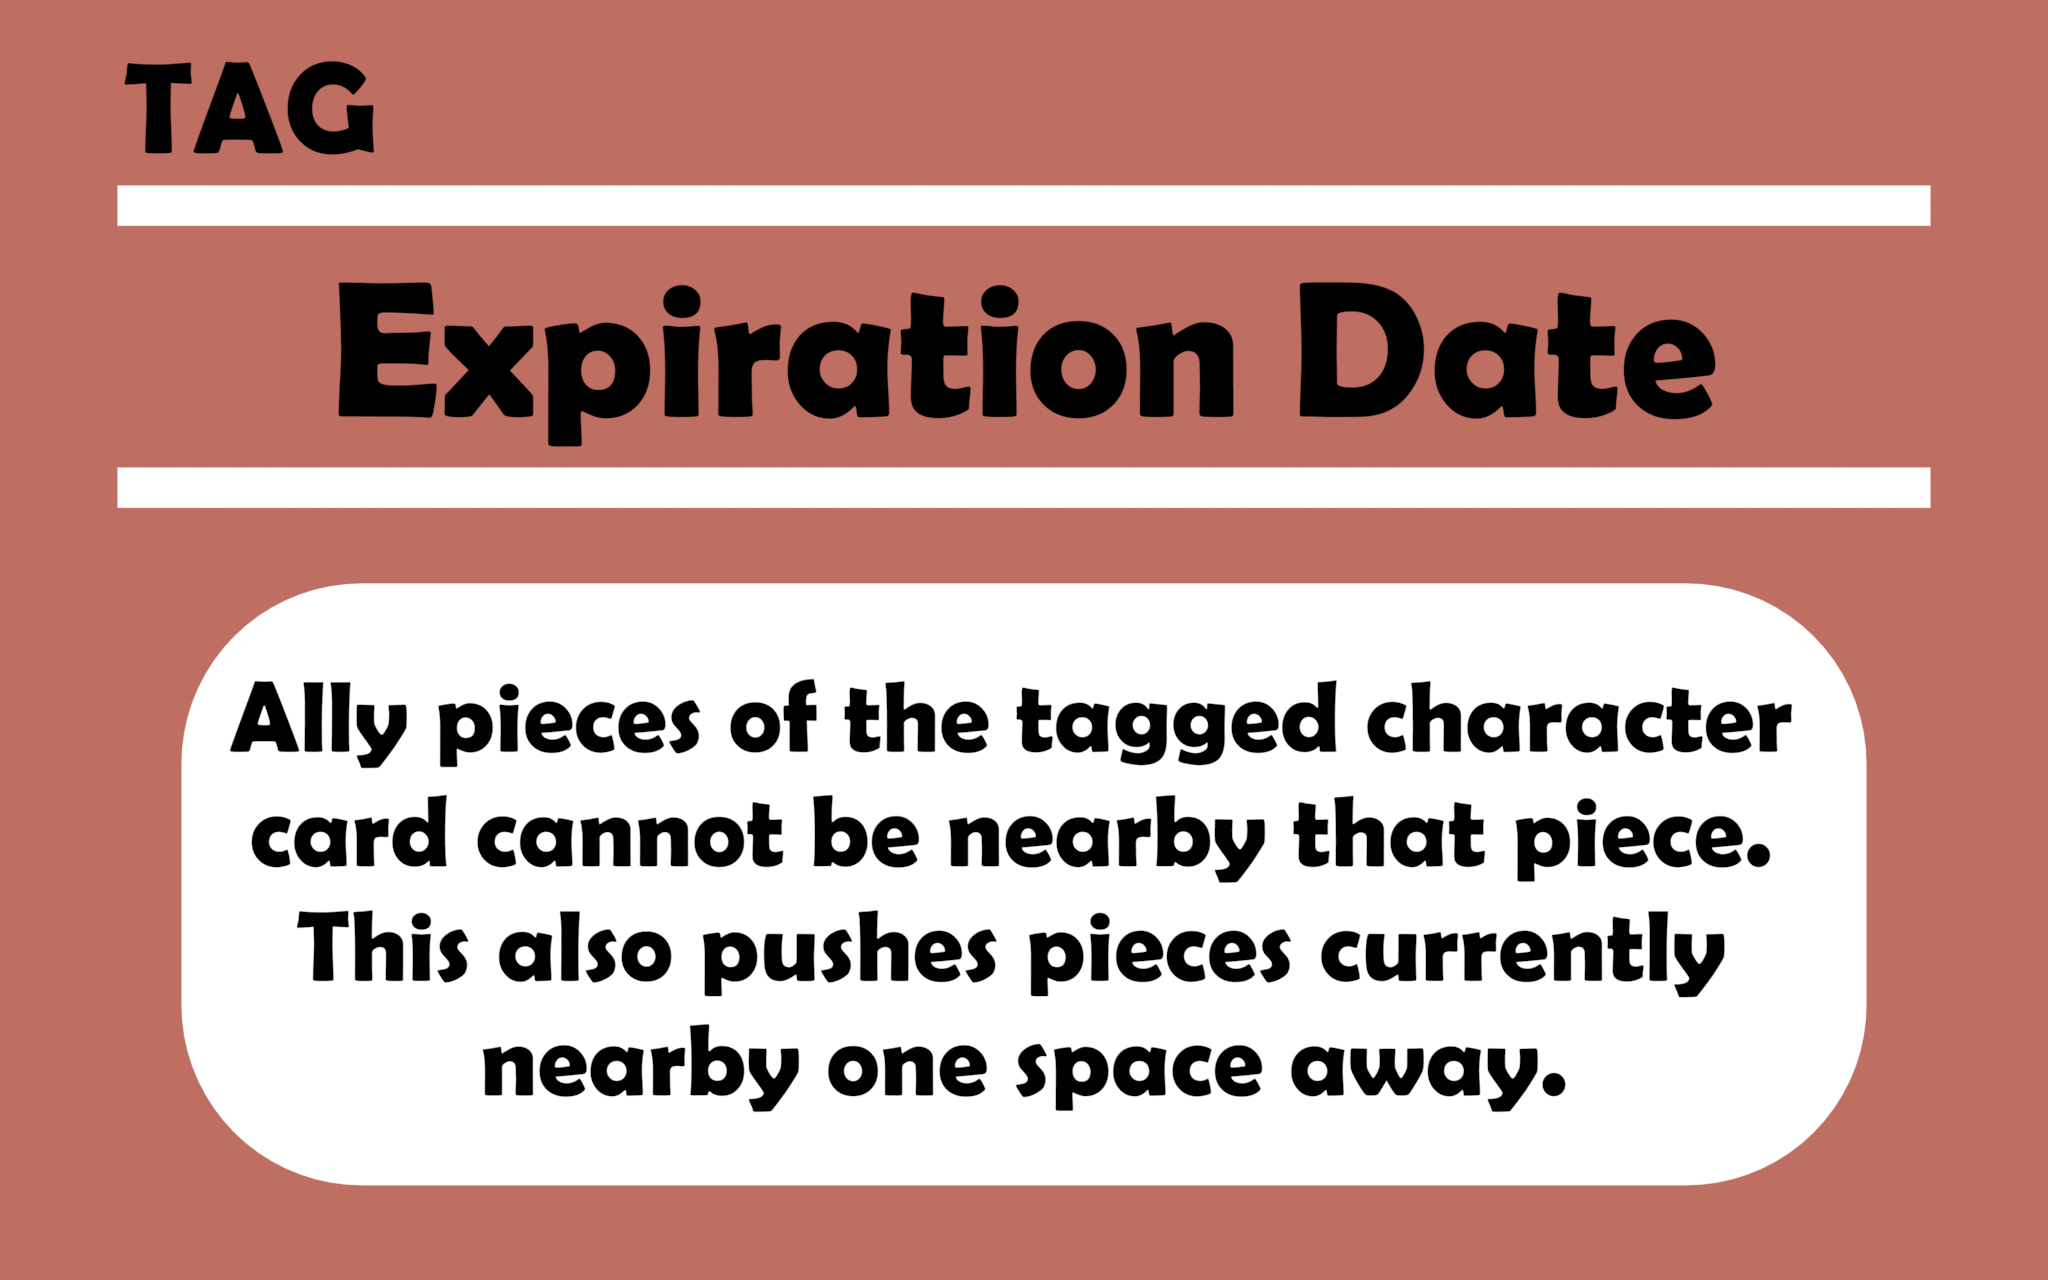 TAG
Expiration Date
Ally pieces of the tagged character
card cannot be nearby that piece.
This also pushes pieces currently
nearby one space away.